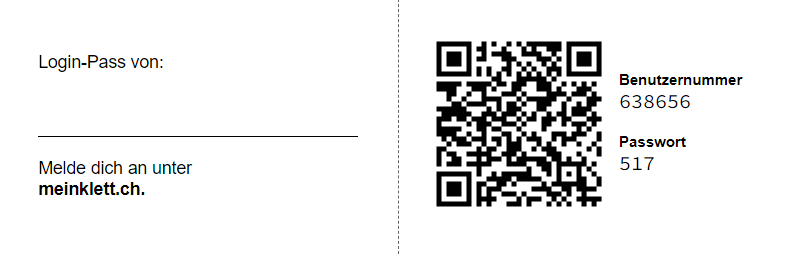 Login-Pass von:
Melde dich an unter
meinklett.ch.
Benutzernummer
638656
Passwort
517